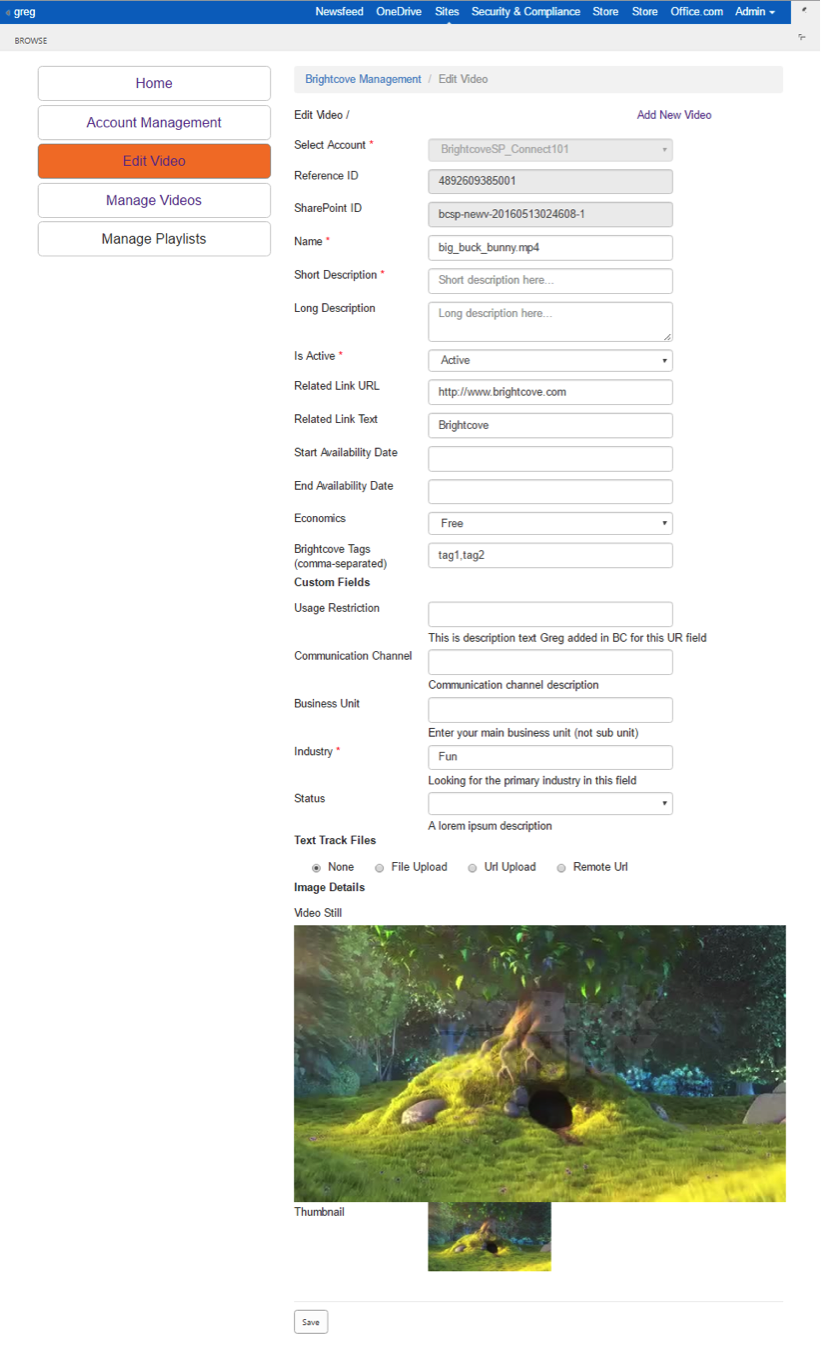 greg
Newsfeed OneDrive Sites Security & Compliance Store Store Office.com Admin
BROWSE
Home
Account Management
Edit Video
Manage Videos
Manage Playlists
Brightcove Management / Edit Video
Edit Video / Add New Video
Select Account * BrightcoveSP_Connect101
Reference ID 4892609385001
SharePoint ID bcsp-newv-20160513024608-1
Name * big_buck_bunny.mp4
Short Description * Short description here...
Long Description Long description here...
Is Active * Active
Related Link URL http://www.brightcove.com
Related Link Text Brightcove
Start Availability Date
End Availability Date
Economics Free
Brightcove Tags
(comma-separated) tag1,tag2
Custom Fields
Usage Restriction
This is description text Greg added in BC for this UR field
Communication Channel
Communication channel description
Business Unit
Enter your main business unit (not sub unit)
Industry * Fun
Looking for the primary industry in this field
Status
A lorem ipsum description
Text Track Files
None File Upload Url Upload Remote Url
Image Details
Video Still
Thumbnail
Save